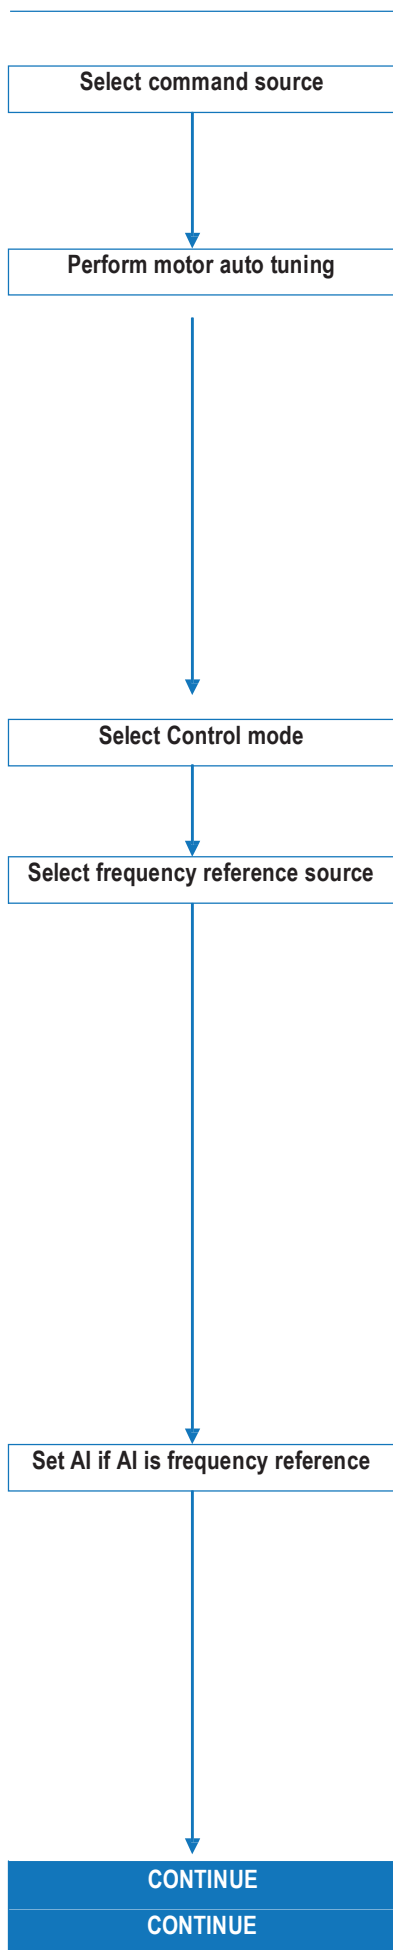 Select command source
Perform motor auto tuning
Select Control mode
Select frequency reference source
Set AI if AI is frequency reference
CONTINUE
CONTINUE